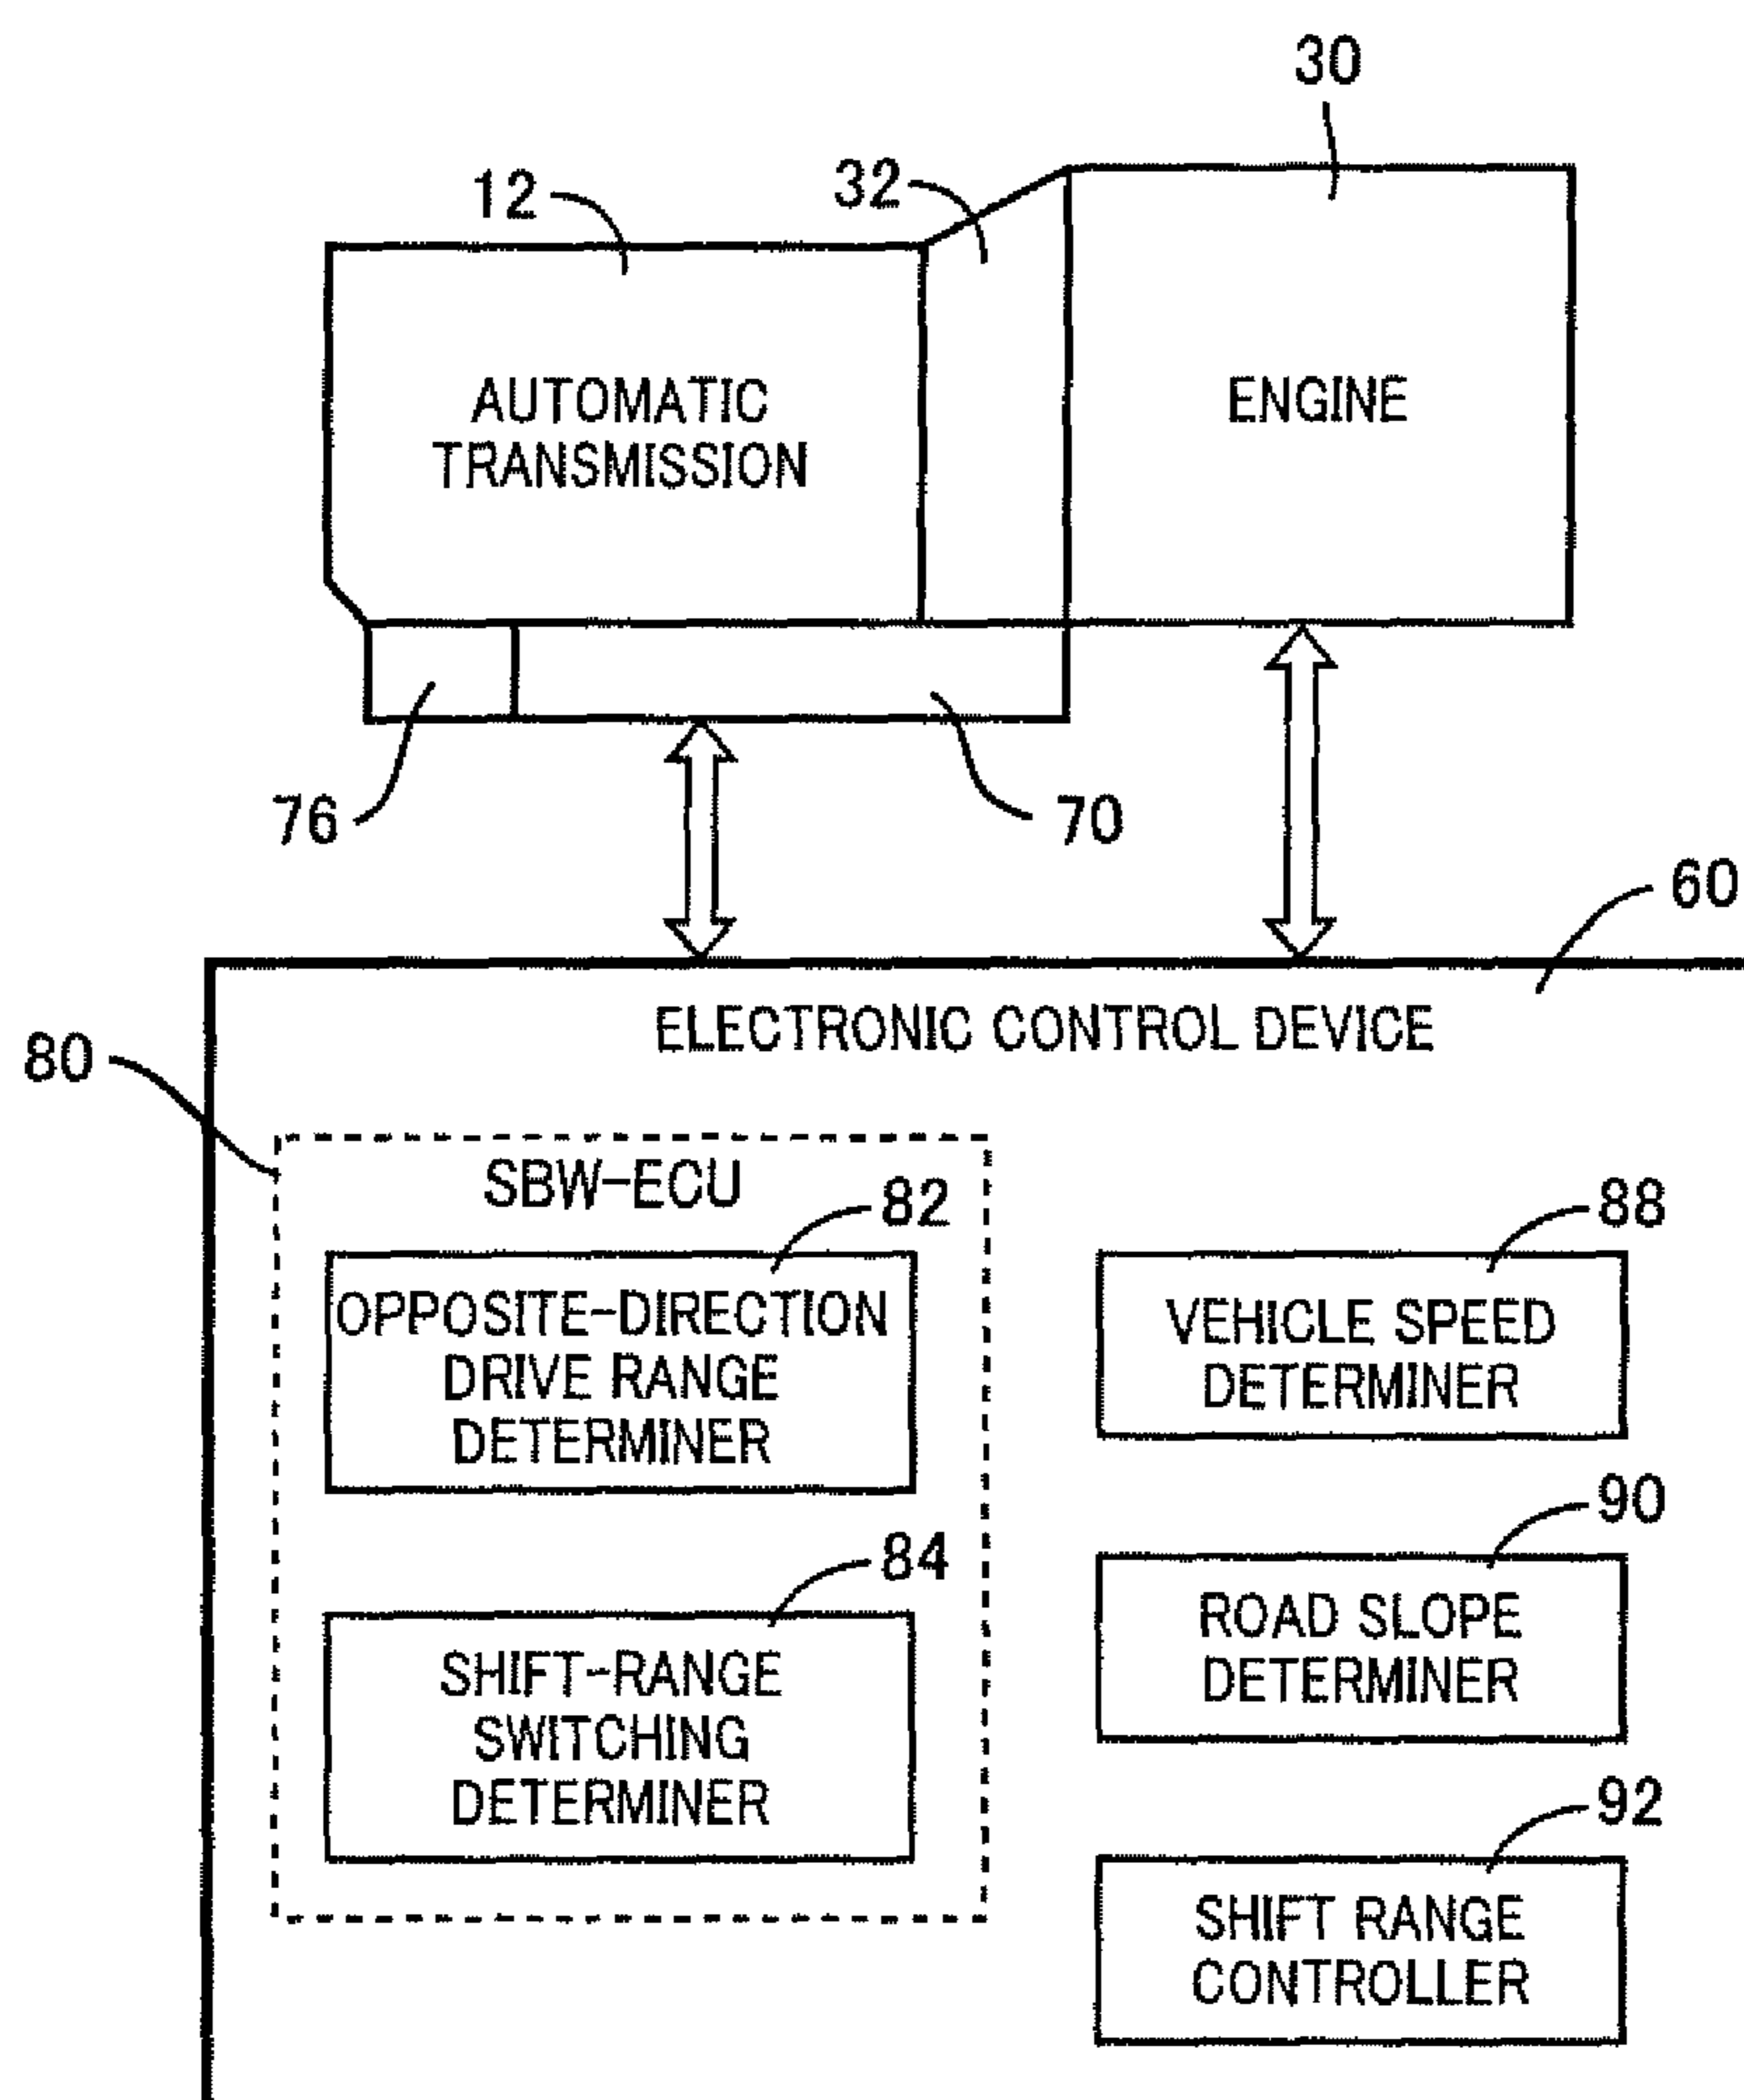 30
32
12
AUTOMATIC
TRANSMISSION
ENGINE
76
70
60
ELECTRONIC CONTROL DEVICE
80
SBW-ECU
82
OPPOSITE-DIRECTION
DRIVE RANGE
DETERMINER
88
VEHICLE SPEED
DETERMINER
90
ROAD SLOPE
DETERMINER
84
SHIFT-RANGE
SWITCHING
DETERMINER
92
SHIFT RANGE
CONTROLLER